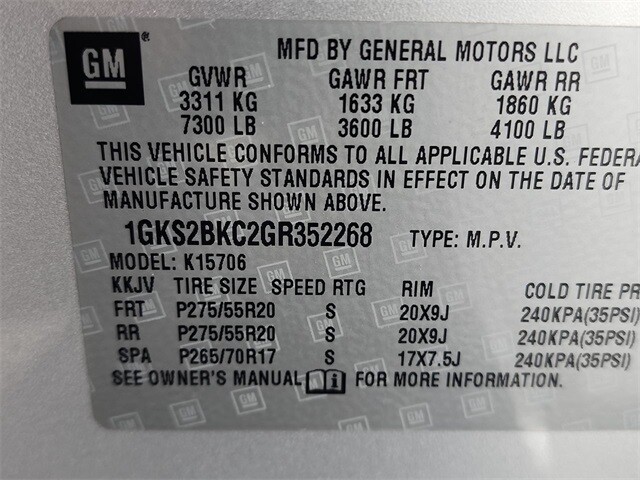 GM ® MFD BY GENERAL MOTORS LLC
GVWR GAWR FRT GAWR RR
3311 KG 1633 KG 1860 KG
7300 LB 3600 LB 4100 LB
THIS VEHICLE CONFORMS TO ALL APPLICABLE U.S. FEDERA
VEHICLE SAFETY STANDARDS IN EFFECT ON THE DATE OF
MANUFACTURE SHOWN ABOVE.
1GKS2BKC2GR352268 TYPE: M.P.V.
MODEL: K15706
KKJV TIRE SIZE SPEED RTG RIM COLD TIRE PR
FRT P275/55R20 S 20X9J 240KPA(35PSI)
RR P275/55R20 S 20X9J 240KPA(35PSI)
SPA P265/70R17 S 17X7.5J 240KPA(35PSI)
SEE OWNER'S MANUAL FOR MORE INFORMATION.